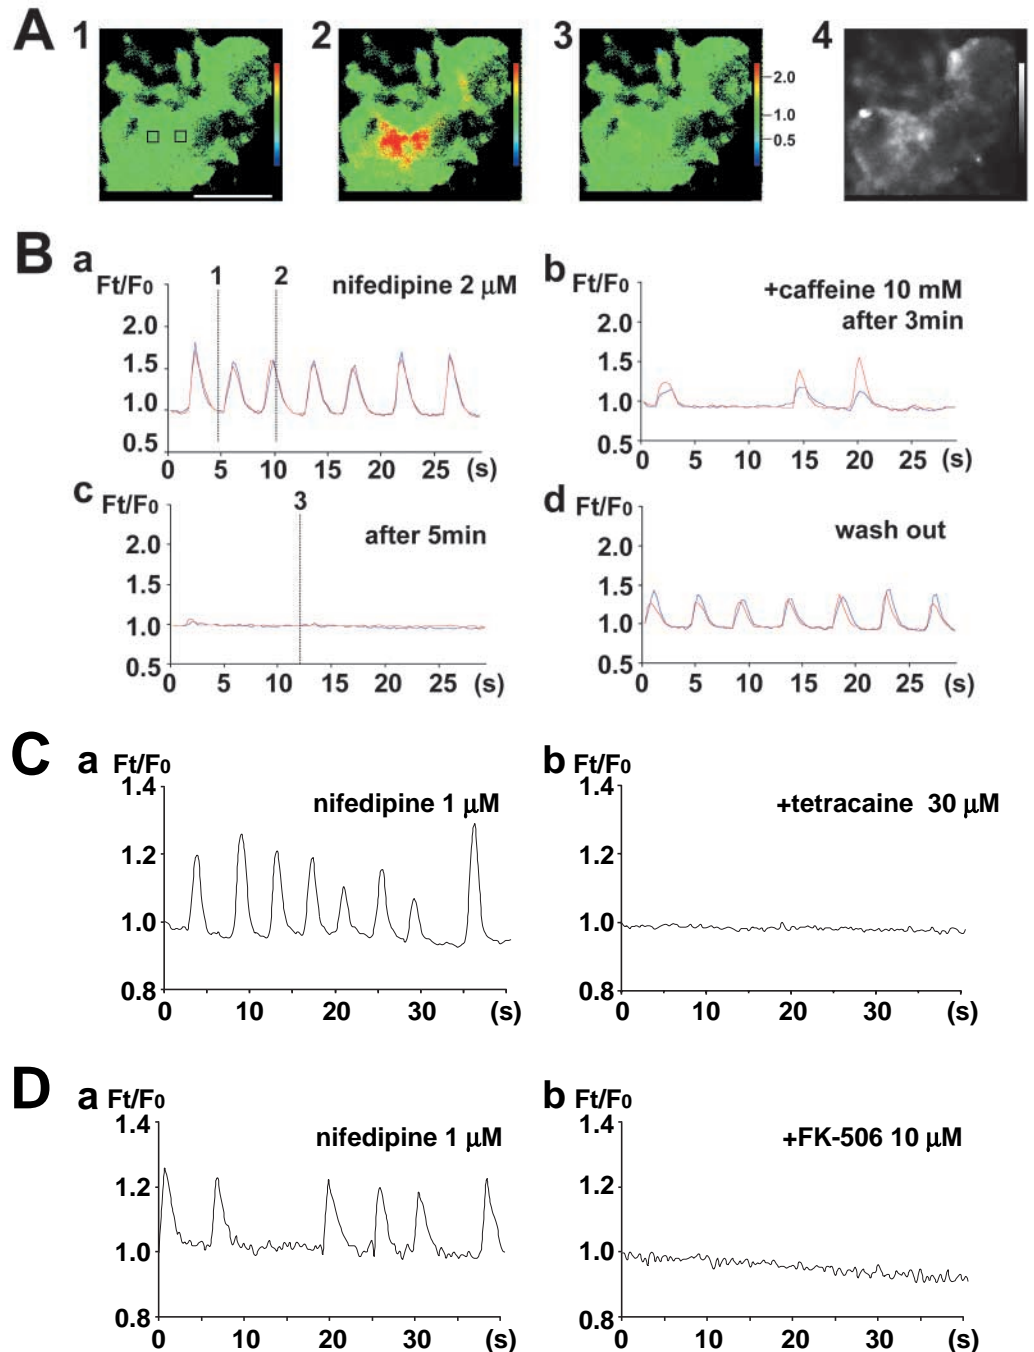 A 1 2 3 4
2.0
1.0
0.5
B a b
Ft/F0 1 2 nifedipine 2 μM
2.0
1.5
1.0
0.5
0 5 10 15 20 25 (s)
Ft/F0 +caffeine 10 mM
after 3min
2.0
1.5
1.0
0.5
0 5 10 15 20 25 (s)
c d
Ft/F0 3
after 5min
2.0
1.5
1.0
0.5
0 5 10 15 20 25 (s)
Ft/F0
wash out
2.0
1.5
1.0
0.5
0 5 10 15 20 25 (s)
C a Ft/F0 b Ft/F0
1.4
nifedipine 1 μM
1.2
1.0
0.8
0 10 20 30 (s)
1.4
+tetracaine 30 μM
1.2
1.0
0.8
0 10 20 30 (s)
D a Ft/F0 b Ft/F0
1.4
nifedipine 1 μM
1.2
1.0
0.8
0 10 20 30 (s)
1.4
+FK-506 10 μM
1.2
1.0
0.8
0 10 20 30 (s)